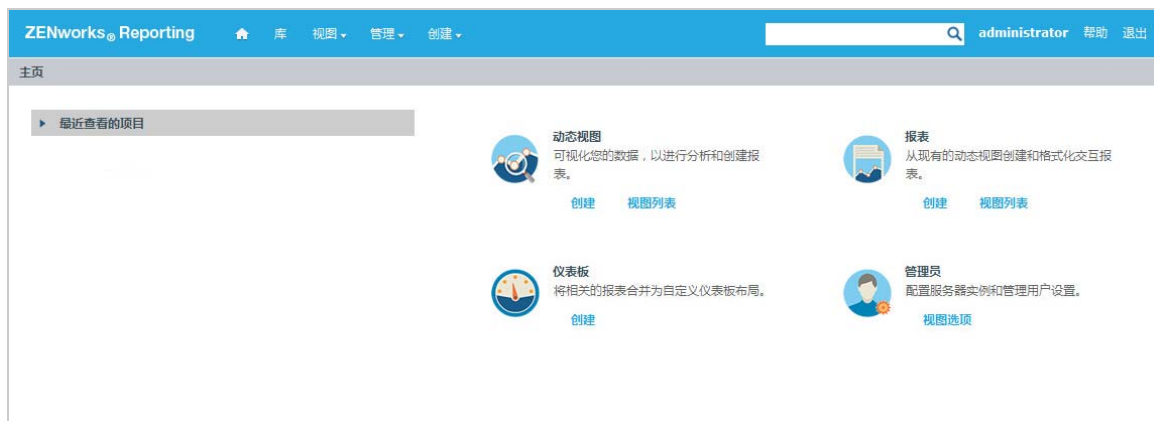 ZENworks® Reporting 库 视图 管理 创建 administrator 帮助 退出
主页
最近查看的项目
动态视图
可视化您的数据，以进行分析和创建报
表。
创建 视图列表
报表
从现有的动态视图创建和格式化交互报
表。
创建 视图列表
仪表板
将相关的报表合并为自定义仪表板布局。
创建
管理员
配置服务器实例和管理用户设置。
视图选项